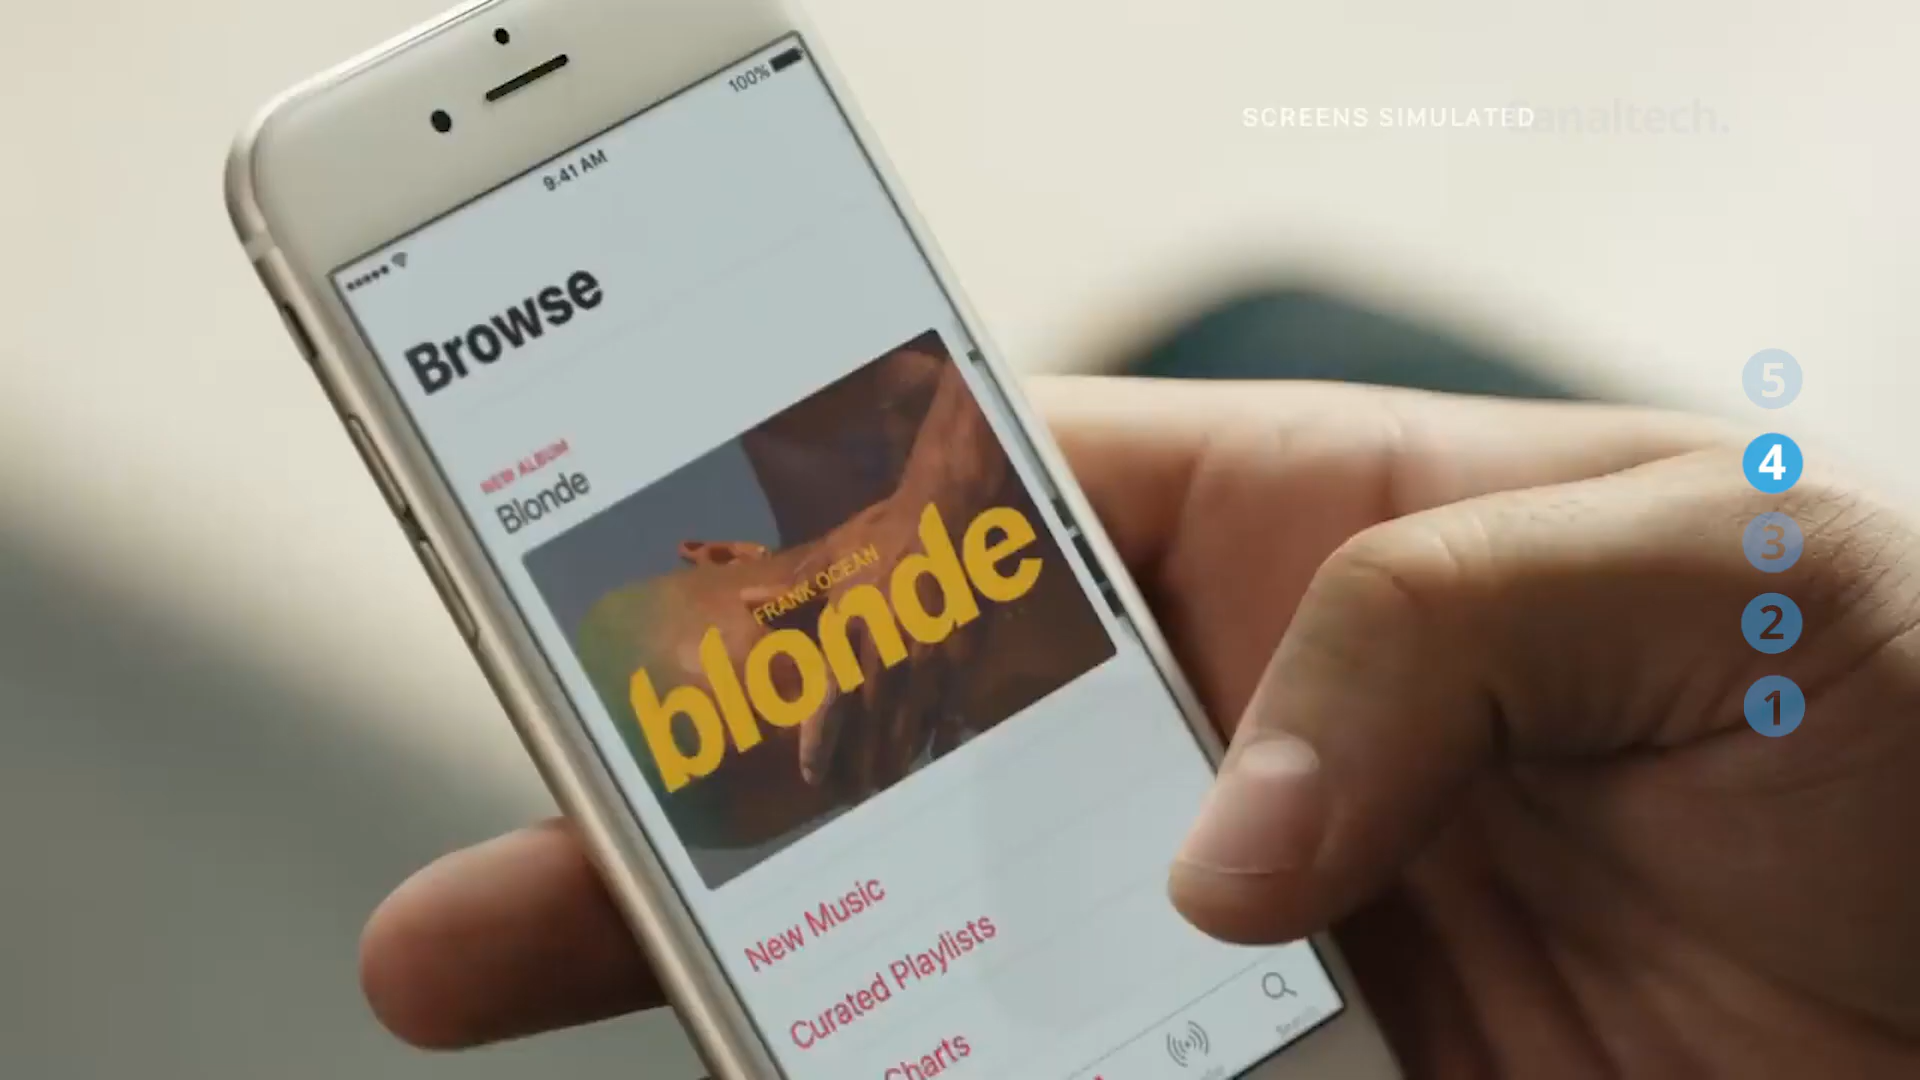 100%
9:41 AM
SCREENS SIMULATED
Canaltech.
Browse
NEW ALBUM
Blonde
FRANK OCEAN
blonde
New Music
Curated Playlists
Charts
5
4
3
2
1